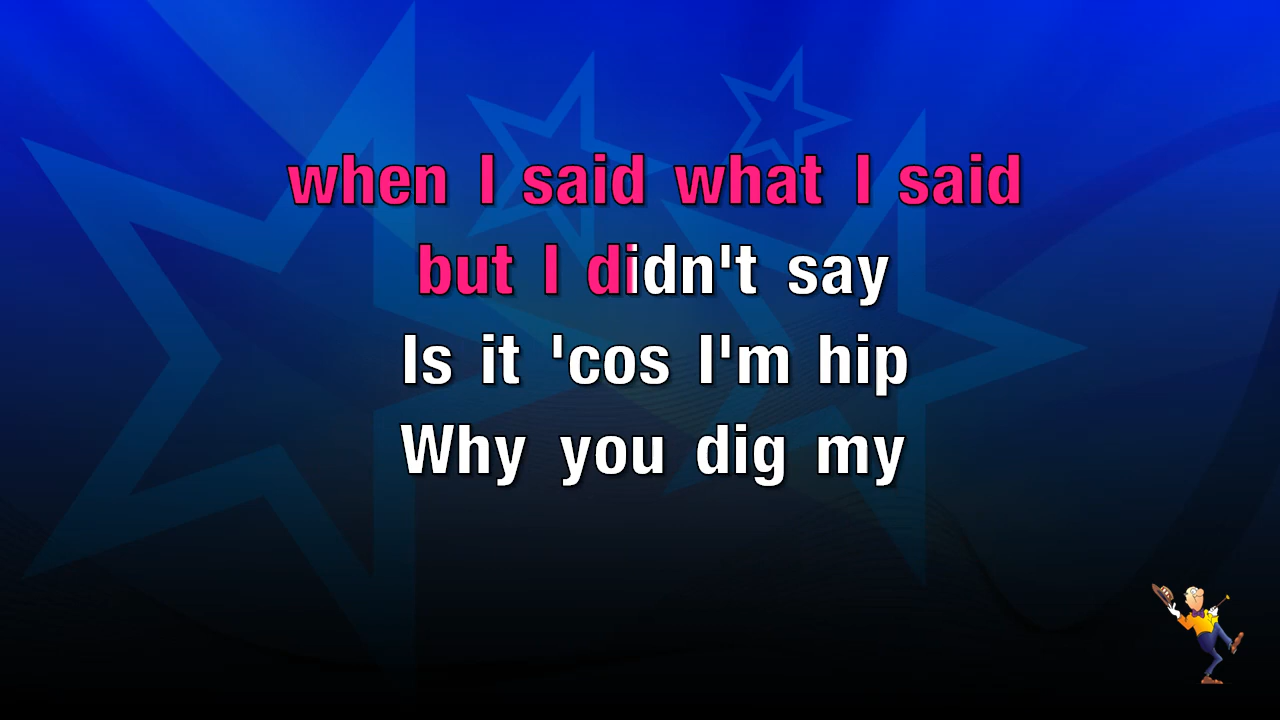 when I said what I said
but I didn't say
Is it 'cos I'm hip
Why you dig my